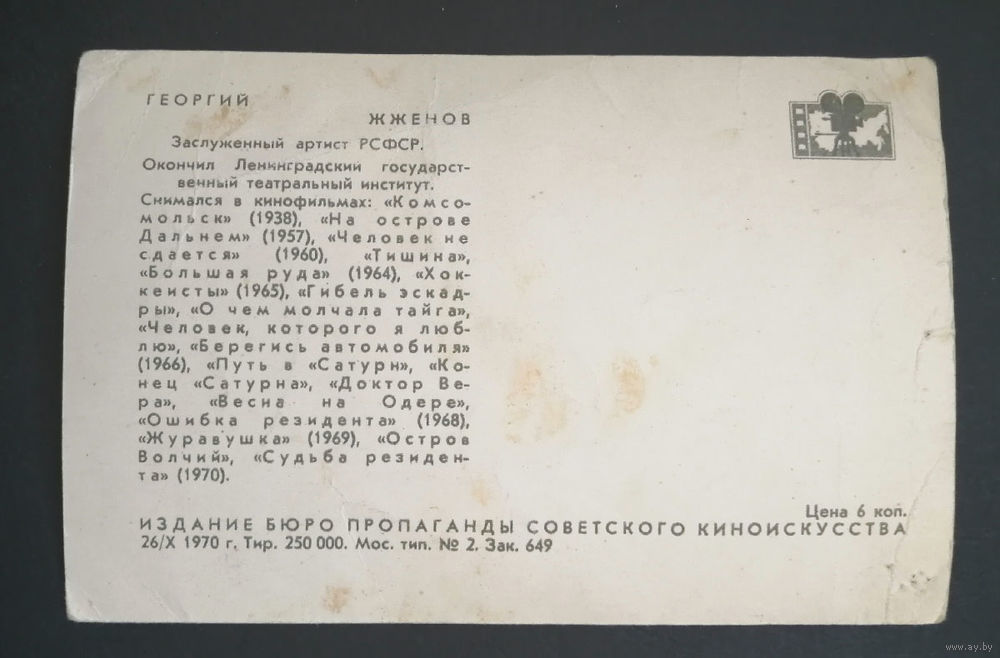 ГЕОРГИЙ
ЖЖЕНОВ
Заслуженный артист РСФСР.
Окончил Ленинградский государст-
венный театральный институт.
Снимался в кинофильмах: «Комсо-
мольск» (1938), «На острове
Дальнем» (1957), «Человек не
сдается» (1960), «Тишина»,
«Большая руда» (1964), «Хок-
кеисты» (1965), «Гибель эскад-
ры», «О чем молчала тайга»,
«Человек, которого я люб-
лю», «Берегись автомобиля»
(1966), «Путь в «Сатурн», «Ко-
нец «Сатурна», «Доктор Ве-
ра», «Весна на Одере»,
«Ошибка резидента» (1968),
«Журавушка» (1969), «Остров
Волчий», «Судьба резиден-
та» (1970).
Цена 6 коп.
ИЗДАНИЕ БЮРО ПРОПАГАНДЫ СОВЕТСКОГО КИНОИСКУССТВА
26/X 1970 г. Тир. 250 000. Мос. тип. № 2. Зак. 649
www.ay.by